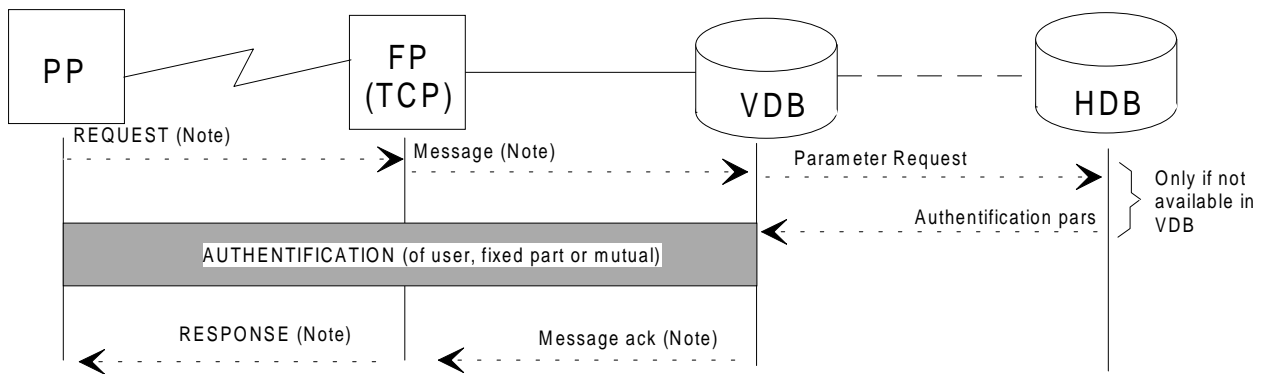 PP
FP
(TCP)
VDB
HDB
REQUEST (Note)
Message (Note)
Parameter Request
Only if not
available in
VDB
Authentification pars
AUTHENTIFICATION (of user, fixed part or mutual)
RESPONSE (Note)
Message ack (Note)